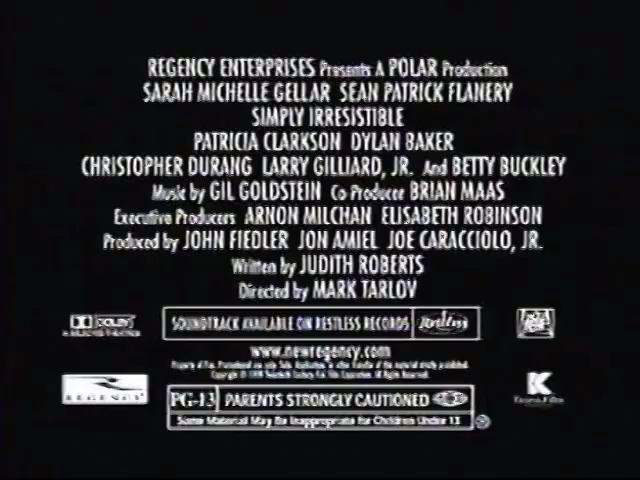 REGENCY ENTERPRISES Presents A POLAR Production
SARAH MICHELLE GELLAR SEAN PATRICK FLANERY
SIMPLY IRRESISTIBLE
PATRICIA CLARKSON DYLAN BAKER
CHRISTOPHER DURANG LARRY GILLIARD, JR. And BETTY BUCKLEY
Music by GIL GOLDSTEIN Co Producer BRIAN MAAS
Executive Producers ARNON MILCHAN ELISABETH ROBINSON
Produced by JOHN FIEDLER JON AMIEL JOE CARACCIOLO, JR.
Written by JUDITH ROBERTS
Directed by MARK TARLOV
DOLBY
SOUNDTRACK AVAILABLE ON RESTLESS RECORDS Restless
www.newregency.com
REGENCY
PG-13 PARENTS STRONGLY CAUTIONED
Some Material May Be Inappropriate for Children Under 13